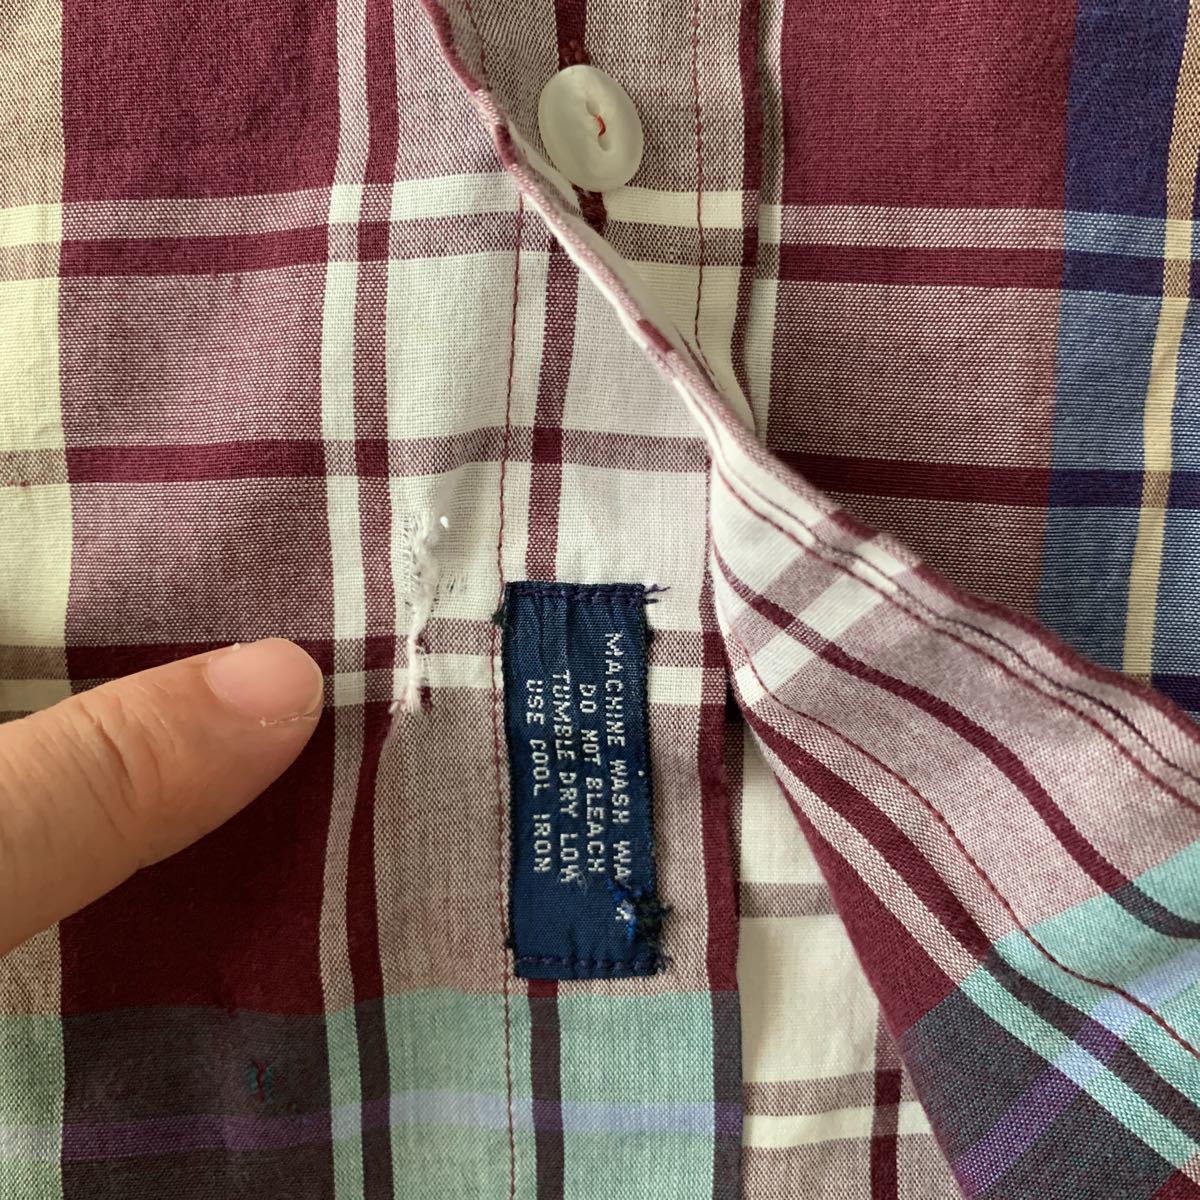 MACHINE WASH WA
DO NOT BLEACH
TUMBLE DRY LOW
USE COOL IRON